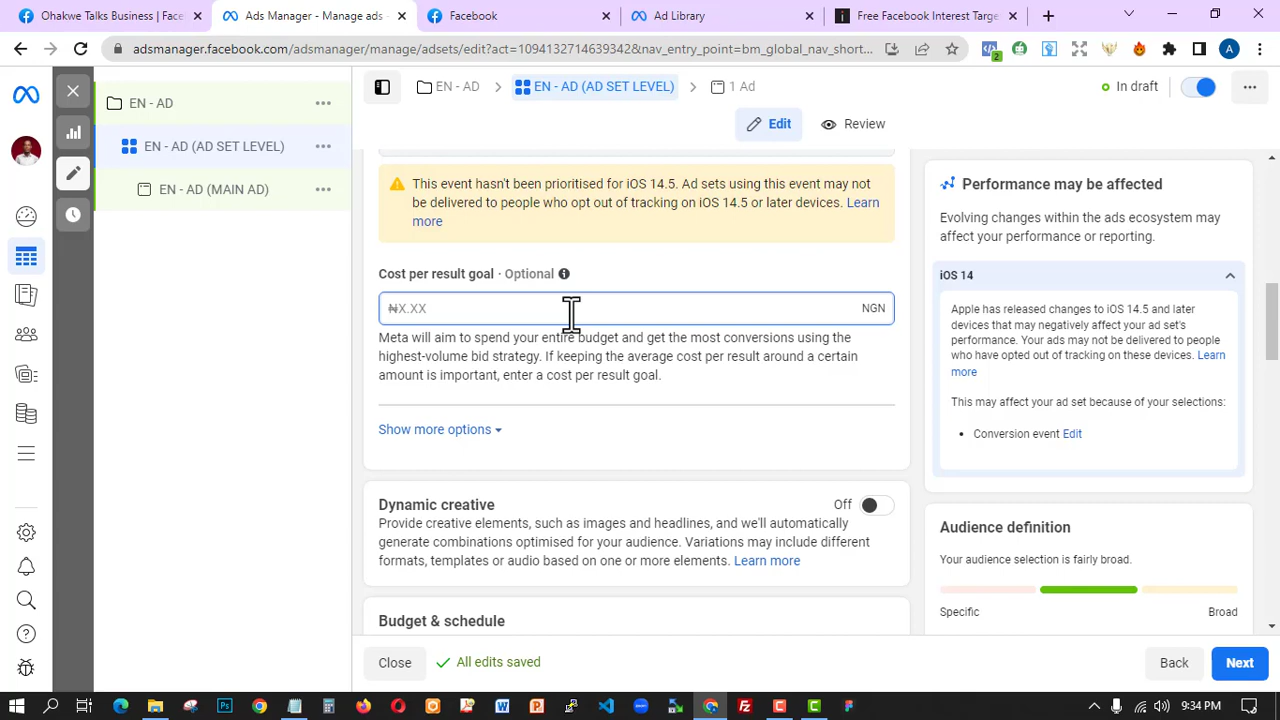 Ohakwe Talks Business | Face
Ads Manager - Manage ads
Facebook
Ad Library
Free Facebook Interest Targe
adsmanager.facebook.com/adsmanager/manage/adsets/edit?act=1094132714639342&nav_entry_point=bm_global_nav_short...
2
A
EN - AD
EN - AD (AD SET LEVEL)
EN - AD (MAIN AD)
EN - AD
EN - AD (AD SET LEVEL)
1 Ad
In draft
Edit
Review
This event hasn't been prioritised for iOS 14.5. Ad sets using this event may not
be delivered to people who opt out of tracking on iOS 14.5 or later devices. Learn
more
Cost per result goal · Optional
₦X.XX
NGN
Meta will aim to spend your entire budget and get the most conversions using the
highest-volume bid strategy. If keeping the average cost per result around a certain
amount is important, enter a cost per result goal.
Show more options
Dynamic creative
Off
Provide creative elements, such as images and headlines, and we'll automatically
generate combinations optimised for your audience. Variations may include different
formats, templates or audio based on one or more elements. Learn more
Budget & schedule
Performance may be affected
Evolving changes within the ads ecosystem may
affect your performance or reporting.
iOS 14
Apple has released changes to iOS 14.5 and later
devices that may negatively affect your ad set's
performance. Your ads may not be delivered to people
who have opted out of tracking on these devices. Learn
more
This may affect your ad set because of your selections:
• Conversion event Edit
Audience definition
Your audience selection is fairly broad.
Specific
Broad
Close
All edits saved
Back
Next
9:34 PM